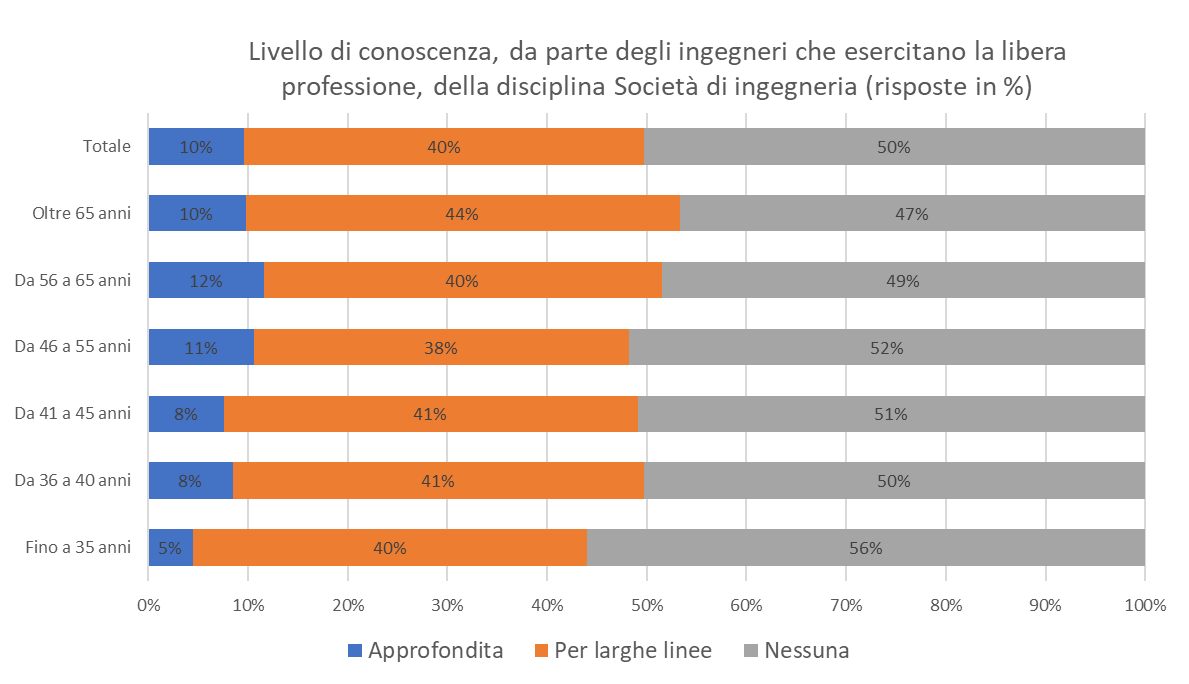 Livello di conoscenza, da parte degli ingegneri che esercitano la libera
professione, della disciplina Società di ingegneria (risposte in %)
Totale 10% 40% 50%
Oltre 65 anni 10% 44% 47%
Da 56 a 65 anni 12% 40% 49%
Da 46 a 55 anni 11% 38% 52%
Da 41 a 45 anni 8% 41% 51%
Da 36 a 40 anni 8% 41% 50%
Fino a 35 anni 5% 40% 56%
0% 10% 20% 30% 40% 50% 60% 70% 80% 90% 100%
Approfondita Per larghe linee Nessuna